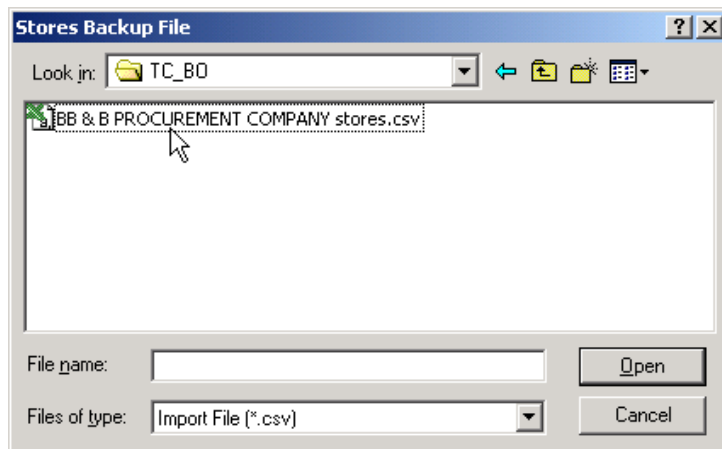 Stores Backup File
Look in: TC_BO
BB & B PROCUREMENT COMPANY stores.csv
File name:
Open
Files of type: Import File (*.csv)
Cancel